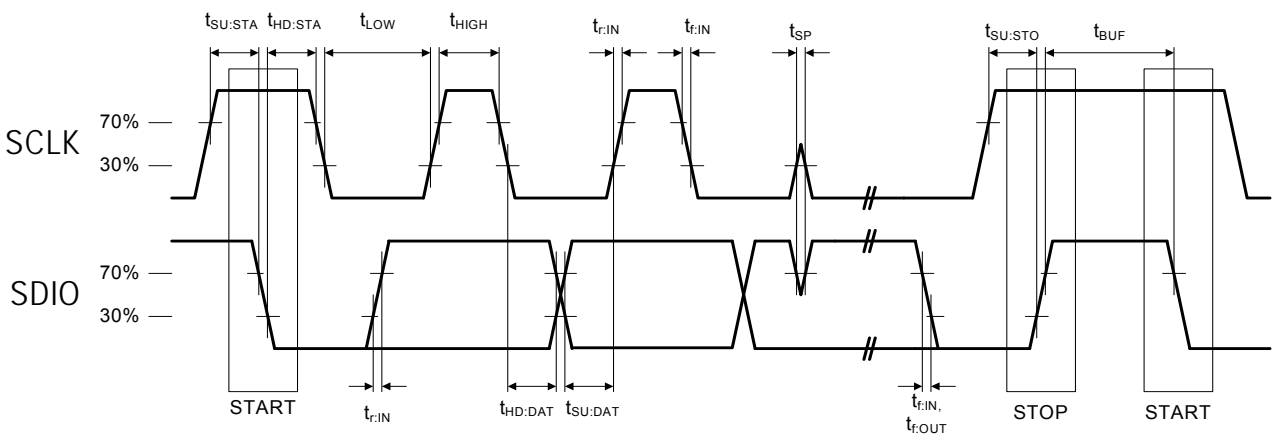 tSU:STA tHD:STA tLOW tHIGH tr:IN tf:IN tSP tSU:STO tBUF
SCLK
70%
30%
SDIO
70%
30%
START
tr:IN
tHD:DAT
tSU:DAT
tf:IN,
tf:OUT
STOP
START